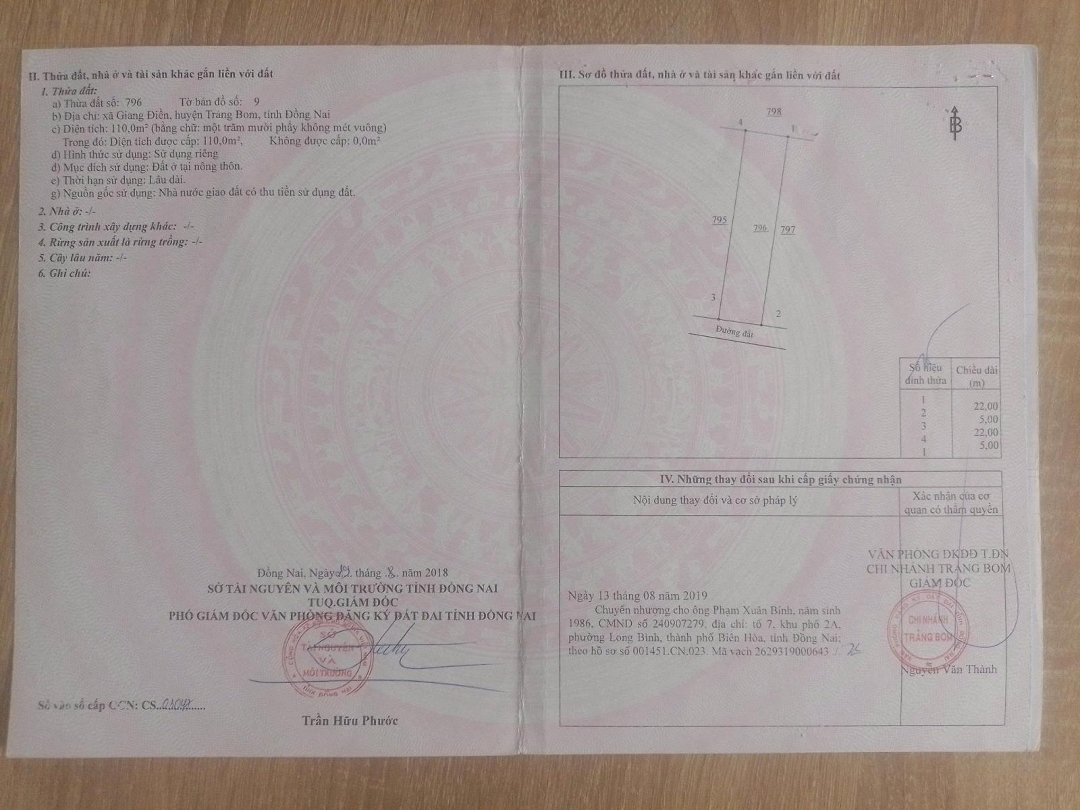 II. Thửa đất, nhà ở và tài sản khác gắn liền với đất
1. Thửa đất:
a) Thửa đất số: 796 Tờ bản đồ số: 9
b) Địa chỉ: xã Giang Điền, huyện Trảng Bom, tỉnh Đồng Nai
c) Diện tích: 110,0m² (bằng chữ: một trăm mười phẩy không mét vuông)
Trong đó: Diện tích được cấp: 110,0m², Không được cấp: 0,0m²
d) Hình thức sử dụng: Sử dụng riêng
đ) Mục đích sử dụng: Đất ở tại nông thôn.
e) Thời hạn sử dụng: Lâu dài.
g) Nguồn gốc sử dụng: Nhà nước giao đất có thu tiền sử dụng đất.
2. Nhà ở: -/-
3. Công trình xây dựng khác: -/-
4. Rừng sản xuất là rừng trồng: -/-
5. Cây lâu năm: -/-
6. Ghi chú:
Đồng Nai, Ngày tháng 8 năm 2018
SỞ TÀI NGUYÊN VÀ MÔI TRƯỜNG TỈNH ĐỒNG NAI
TUQ.GIÁM ĐỐC
PHÓ GIÁM ĐỐC VĂN PHÒNG ĐĂNG KÝ ĐẤT ĐAI TỈNH ĐỒNG NAI
SỞ
TÀI NGUYÊN
VÀ
MÔI TRƯỜNG
Trần Hữu Phước
Số vào sổ cấp GCN: CS
III. Sơ đồ thửa đất, nhà ở và tài sản khác gắn liền với đất
798
4 1
B
795 796 797
3 2
Đường đất
Số hiệu đỉnh thửa
Chiều dài (m)
1
22,00
2
5,00
3
22,00
4
5,00
1
IV. Những thay đổi sau khi cấp giấy chứng nhận
Nội dung thay đổi và cơ sở pháp lý
Xác nhận của cơ
quan có thẩm quyền
Ngày 13 tháng 08 năm 2019
Chuyển nhượng cho ông Phạm Xuân Bính, năm sinh
1986, CMND số 240907279, địa chỉ: tổ 7, khu phố 2A,
phường Long Bình, thành phố Biên Hòa, tỉnh Đồng Nai;
theo hồ sơ số 001451.CN.023. Mã vạch 2629319000643
VĂN PHÒNG ĐKĐĐ T.ĐN
CHI NHÁNH TRẢNG BOM
GIÁM ĐỐC
CHI NHÁNH
TRẢNG BOM
Nguyễn Văn Thành